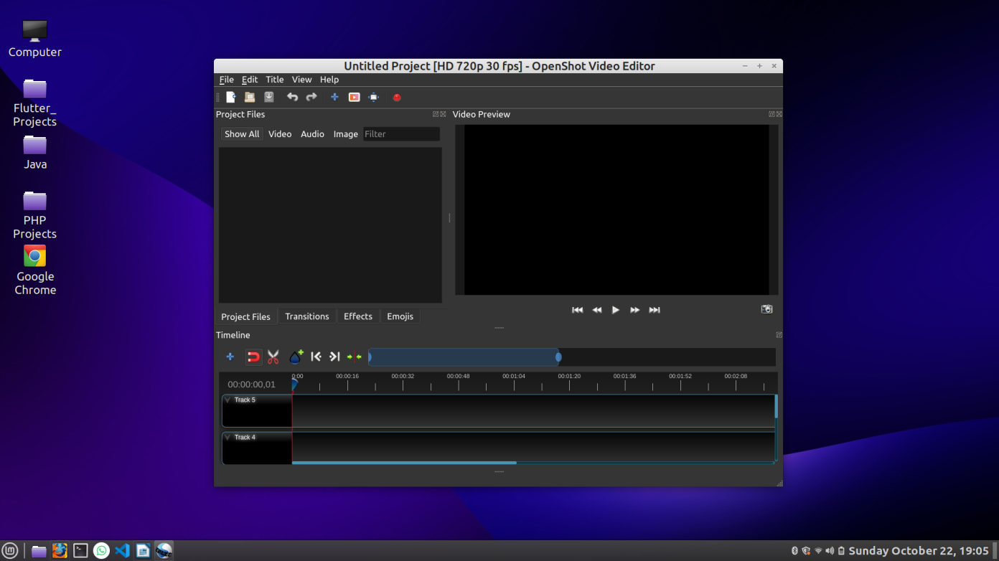 Computer
Flutter_
Projects
Java
PHP
Projects
Google
Chrome
Untitled Project [HD 720p 30 fps] - OpenShot Video Editor
File Edit Title View Help
Project Files
Video Preview
Show All Video Audio Image Filter
Project Files Transitions Effects Emojis
Timeline
00:00:00,01
0:00 00:00:16 00:00:32 00:00:48 00:01:04 00:01:20 00:01:36 00:01:52 00:02:08
Track 5
Track 4
Sunday October 22, 19:05